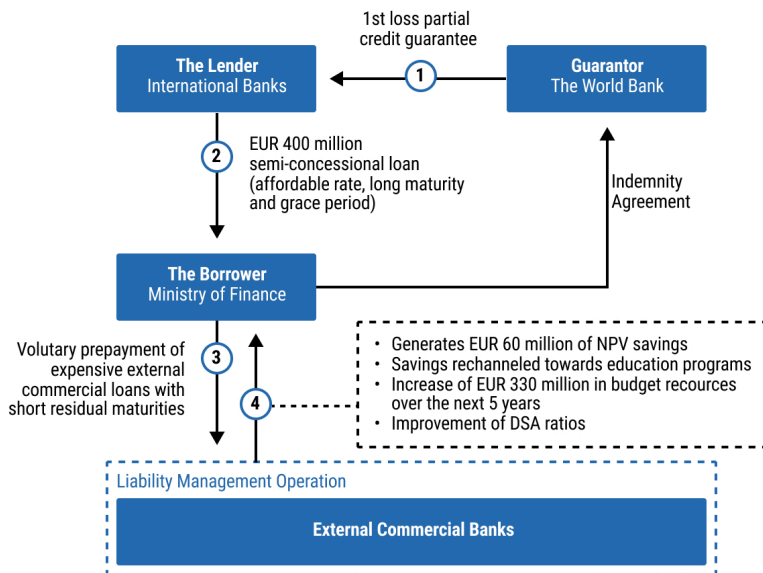 1st loss partial
credit guarantee
The Lender
International Banks
1
Guarantor
The World Bank
2
EUR 400 million
semi-concessional loan
(affordable rate, long maturity
and grace period)
Indemnity
Agreement
The Borrower
Ministry of Finance
Volutary prepayment of
expensive external
commercial loans with
short residual maturities
3
4
• Generates EUR 60 million of NPV savings
• Savings rechanneled towards education programs
• Increase of EUR 330 million in budget recources
over the next 5 years
• Improvement of DSA ratios
Liability Management Operation
External Commercial Banks